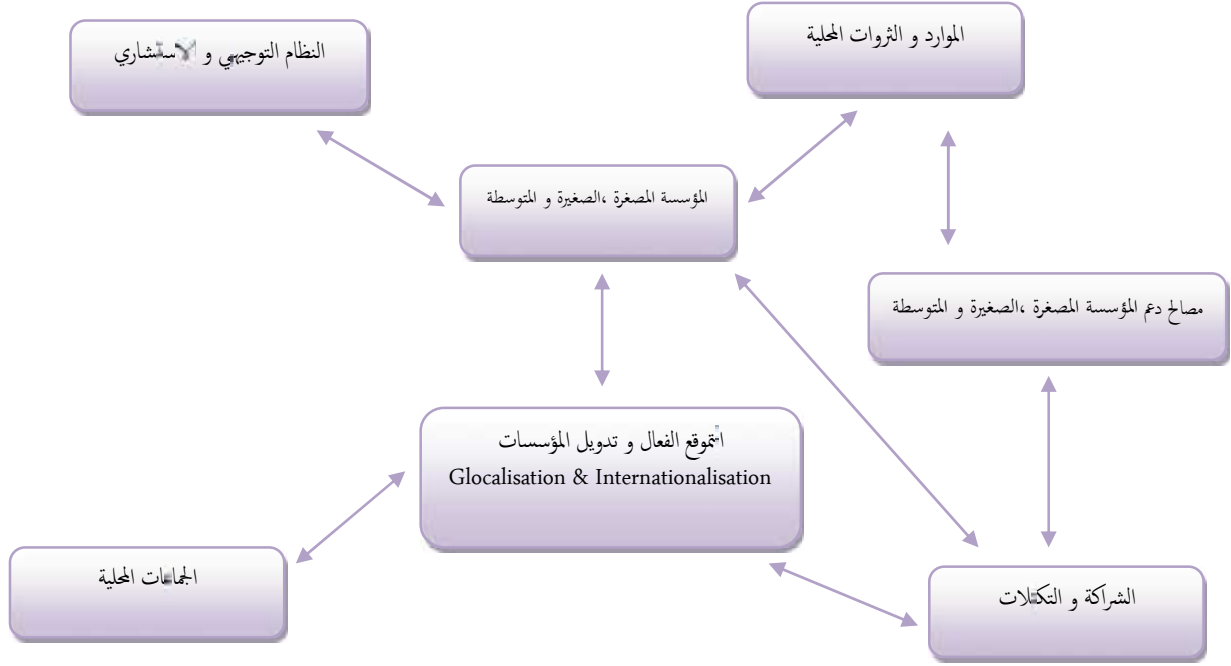 الموارد و الثروات المحلية
النظام التوجيهي و الاستشاري
المؤسسة المصغرة ،الصغيرة و المتوسطة
مصالح دعم المؤسسة المصغرة ،الصغيرة و المتوسطة
التموقع الفعال و تدويل المؤسسات
Glocalisation & Internationalisation
الجماعات المحلية
الشراكة و التكتلات